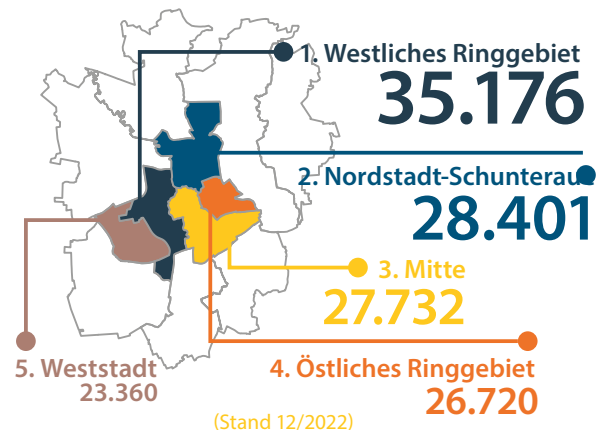 1. Westliches Ringgebiet
35.176
2. Nordstadt-Schunteraue
28.401
3. Mitte
27.732
5. Weststadt
23.360
4. Östliches Ringgebiet
26.720
(Stand 12/2022)